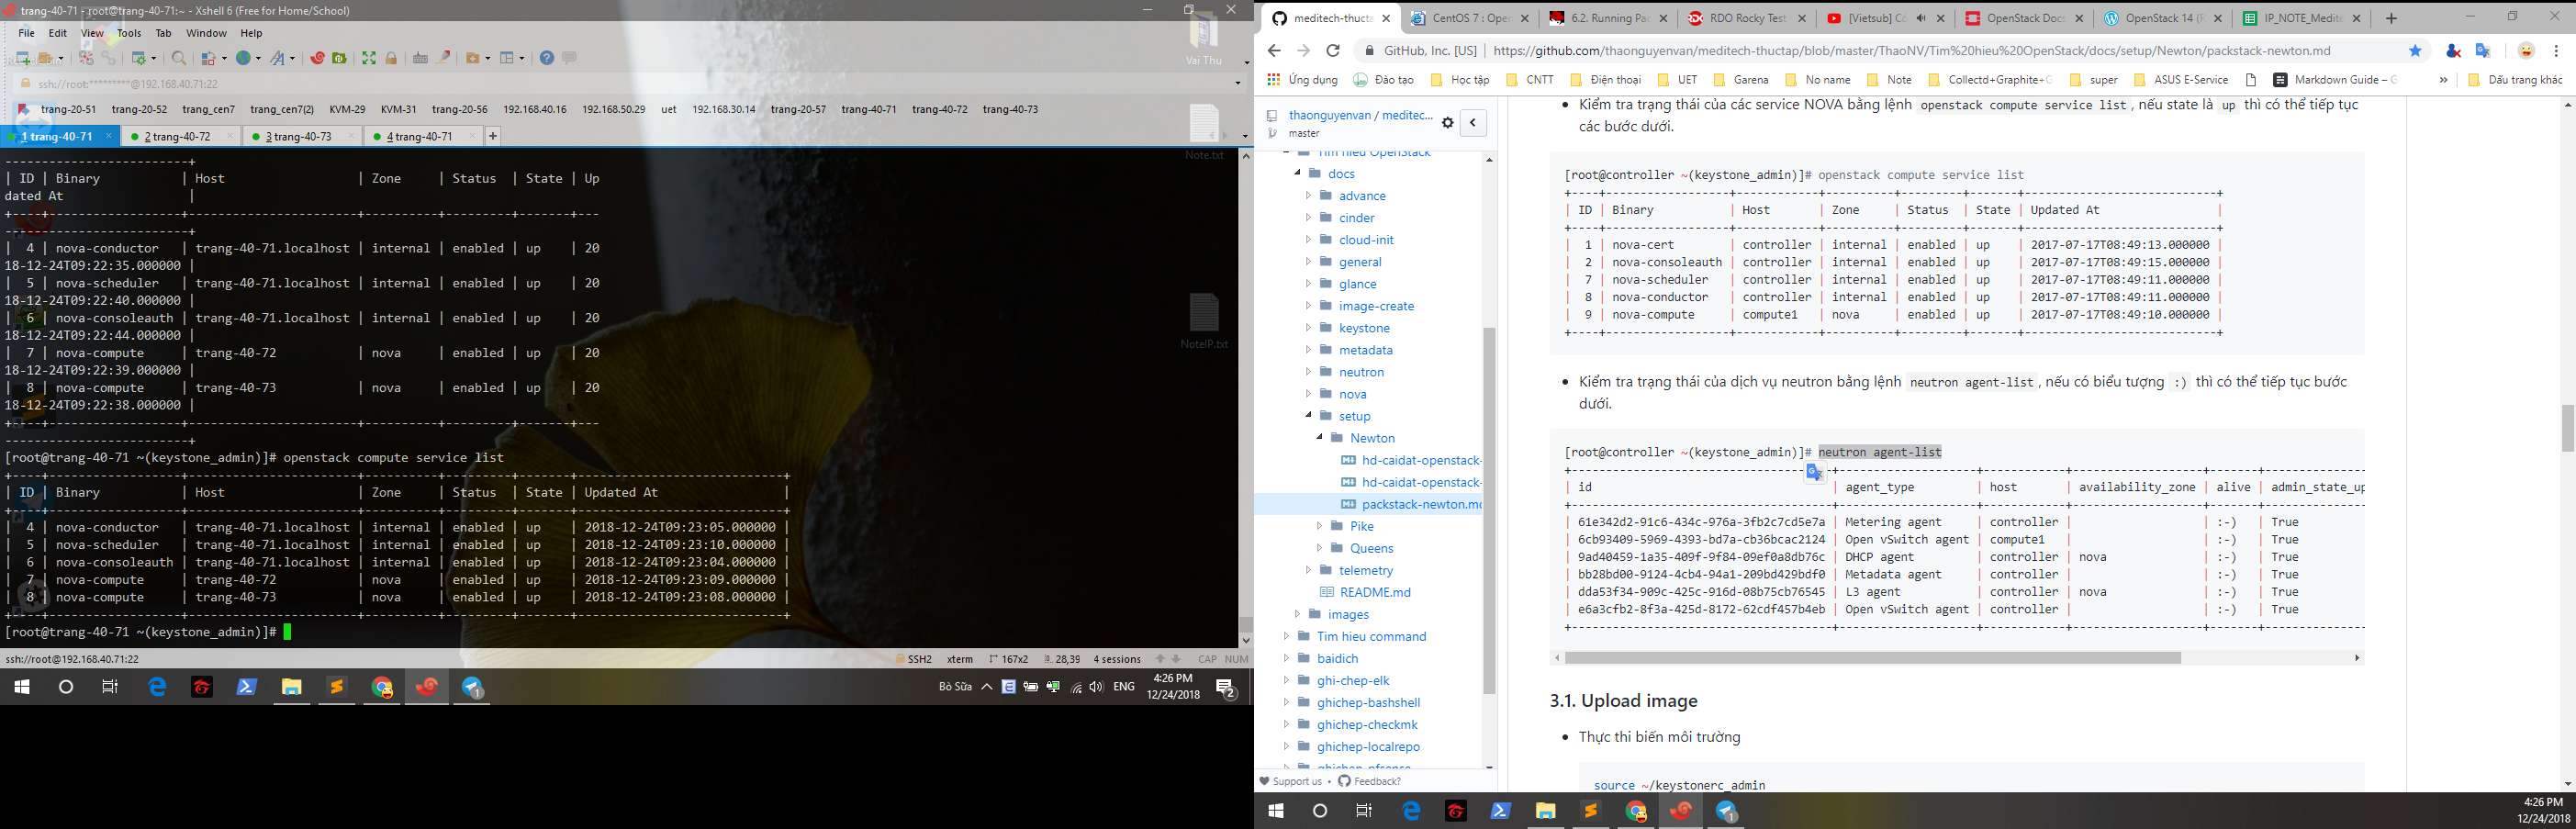 trang-40-71 - root@trang-40-71:~ - Xshell 6 (Free for Home/School)
File Edit View Tools Tab Window Help
ssh://root:*********@192.168.40.71:22
trang-20-51 trang-20-52 trang_cen7 trang_cen7(2) KVM-29 KVM-31 trang-20-56 192.168.40.16 192.168.50.29 uet 192.168.30.14 trang-20-57 trang-40-71 trang-40-72 trang-40-73
1 trang-40-71 × 2 trang-40-72 × 3 trang-40-73 × 4 trang-40-71 × +
Vai Thu
Note.txt
NoteIP.txt
-----------------------+
| ID | Binary | Host | Zone | Status | State | Up
dated At |
+----+------------------+-----------------------+----------+---------+-------+---
-----------------------+
| 4 | nova-conductor | trang-40-71.localhost | internal | enabled | up | 20
18-12-24T09:22:35.000000 |
| 5 | nova-scheduler | trang-40-71.localhost | internal | enabled | up | 20
18-12-24T09:22:40.000000 |
| 6 | nova-consoleauth | trang-40-71.localhost | internal | enabled | up | 20
18-12-24T09:22:44.000000 |
| 7 | nova-compute | trang-40-72 | nova | enabled | up | 20
18-12-24T09:22:39.000000 |
| 8 | nova-compute | trang-40-73 | nova | enabled | up | 20
18-12-24T09:22:38.000000 |
+----+------------------+-----------------------+----------+---------+-------+---
-----------------------+
[root@trang-40-71 ~(keystone_admin)]# openstack compute service list
+----+------------------+-----------------------+----------+---------+-------+----------------------------+
| ID | Binary | Host | Zone | Status | State | Updated At |
+----+------------------+-----------------------+----------+---------+-------+----------------------------+
| 4 | nova-conductor | trang-40-71.localhost | internal | enabled | up | 2018-12-24T09:23:05.000000 |
| 5 | nova-scheduler | trang-40-71.localhost | internal | enabled | up | 2018-12-24T09:23:10.000000 |
| 6 | nova-consoleauth | trang-40-71.localhost | internal | enabled | up | 2018-12-24T09:23:04.000000 |
| 7 | nova-compute | trang-40-72 | nova | enabled | up | 2018-12-24T09:23:09.000000 |
| 8 | nova-compute | trang-40-73 | nova | enabled | up | 2018-12-24T09:23:08.000000 |
+----+------------------+-----------------------+----------+---------+-------+----------------------------+
[root@trang-40-71 ~(keystone_admin)]#
ssh://root@192.168.40.71:22 SSH2 xterm 167x2 28,39 4 sessions CAP NUM
Bò Sữa ENG 4:26 PM 12/24/2018 2
meditech-thuct × CentOS 7 : Oper × 6.2. Running Pac × RDO Rocky Test × [Vietsub] Có × OpenStack Docs × OpenStack 14 (R × IP_NOTE_Medite × +
GitHub, Inc. [US] | https://github.com/thaonguyenvan/meditech-thuctap/blob/master/ThaoNV/Tim%20hieu%20OpenStack/docs/setup/Newton/packstack-newton.md
Ứng dụng Đào tạo Học tập CNTT Điện thoại UET Garena No name Note Collectd+Graphite+G super ASUS E-Service Markdown Guide – G » Dấu trang khác
thaonguyenvan / meditec...
master
Tim hieu OpenStack
docs
advance
cinder
cloud-init
general
glance
image-create
keystone
metadata
neutron
nova
setup
Newton
hd-caidat-openstack-
hd-caidat-openstack-
packstack-newton.md
Pike
Queens
telemetry
README.md
images
Tim hieu command
baidich
ghi-chep-elk
ghichep-bashshell
ghichep-checkmk
ghichep-localrepo
ghichep-pfsense
Support us • Feedback?
• Kiểm tra trạng thái của các service NOVA bằng lệnh openstack compute service list, nếu state là up thì có thể tiếp tục
các bước dưới.
[root@controller ~(keystone_admin)]# openstack compute service list
+----+------------------+------------+----------+---------+-------+----------------------------+
| ID | Binary | Host | Zone | Status | State | Updated At |
+----+------------------+------------+----------+---------+-------+----------------------------+
| 1 | nova-cert | controller | internal | enabled | up | 2017-07-17T08:49:13.000000 |
| 2 | nova-consoleauth | controller | internal | enabled | up | 2017-07-17T08:49:15.000000 |
| 7 | nova-scheduler | controller | internal | enabled | up | 2017-07-17T08:49:11.000000 |
| 8 | nova-conductor | controller | internal | enabled | up | 2017-07-17T08:49:11.000000 |
| 9 | nova-compute | compute1 | nova | enabled | up | 2017-07-17T08:49:10.000000 |
+----+------------------+------------+----------+---------+-------+----------------------------+
• Kiểm tra trạng thái của dịch vụ neutron bằng lệnh neutron agent-list, nếu có biểu tượng :) thì có thể tiếp tục bước
dưới.
[root@controller ~(keystone_admin)]# neutron agent-list
+--------------------------------------+--------------------+------------+-------------------+-------+----------------
| id | agent_type | host | availability_zone | alive | admin_state_up
+--------------------------------------+--------------------+------------+-------------------+-------+----------------
| 61e342d2-91c6-434c-976a-3fb2c7cd5e7a | Metering agent | controller | | :-) | True
| 6cb93409-5969-4393-bd7a-cb36bcac2124 | Open vSwitch agent | compute1 | | :-) | True
| 9ad40459-1a35-409f-9f84-09ef0a8db76c | DHCP agent | controller | nova | :-) | True
| bb28bd00-9124-4cb4-94a1-209bd429bdf0 | Metadata agent | controller | | :-) | True
| dda53f34-909c-425c-916d-08b75cb76545 | L3 agent | controller | nova | :-) | True
| e6a3cfb2-8f3a-425d-8172-62cdf457b4eb | Open vSwitch agent | controller | | :-) | True
+--------------------------------------+--------------------+------------+-------------------+-------+----------------
3.1. Upload image
• Thực thi biến môi trường
source ~/keystonerc_admin
4:26 PM
12/24/2018